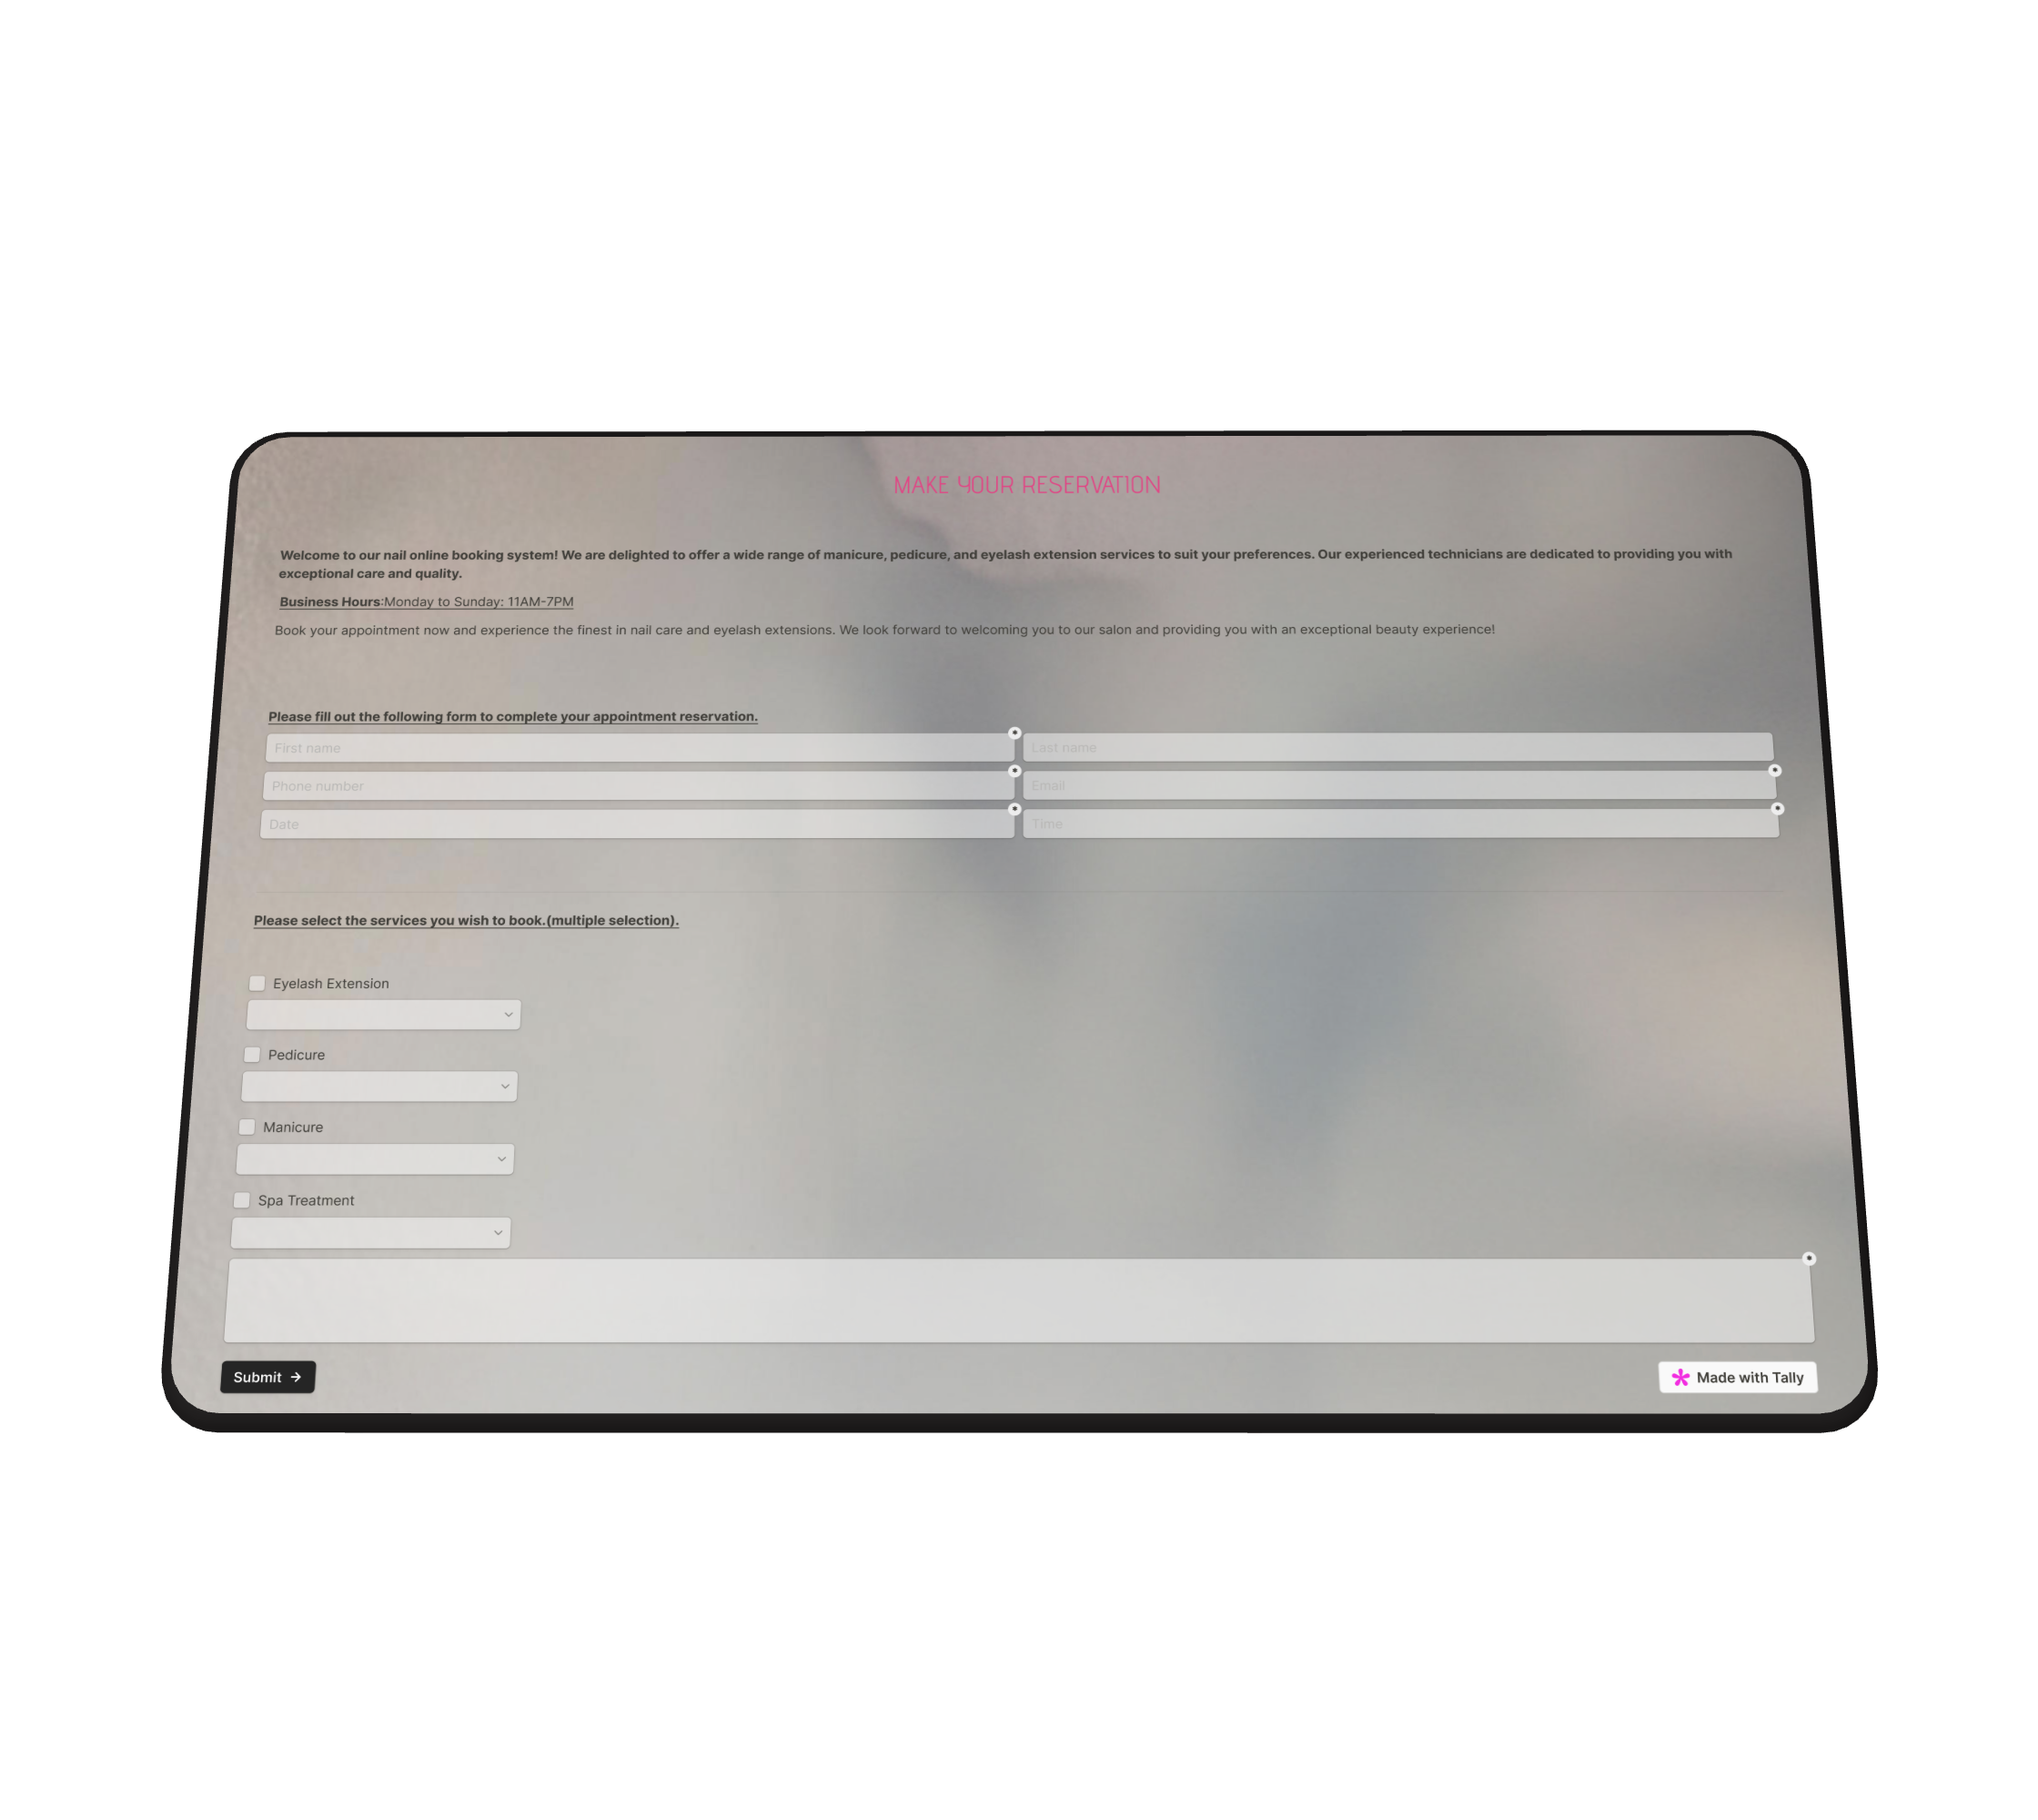 MAKE YOUR RESERVATION
Welcome to our nail online booking system! We are delighted to offer a wide range of manicure, pedicure, and eyelash extension services to suit your preferences. Our experienced technicians are dedicated to providing you with
exceptional care and quality.
Business Hours:Monday to Sunday: 11AM-7PM
Book your appointment now and experience the finest in nail care and eyelash extensions. We look forward to welcoming you to our salon and providing you with an exceptional beauty experience!
Please fill out the following form to complete your appointment reservation.
First name * Last name
Phone number * Email *
Date * Time *
Please select the services you wish to book.(multiple selection).
Eyelash Extension
Pedicure
Manicure
Spa Treatment
*
Submit →
Made with Tally